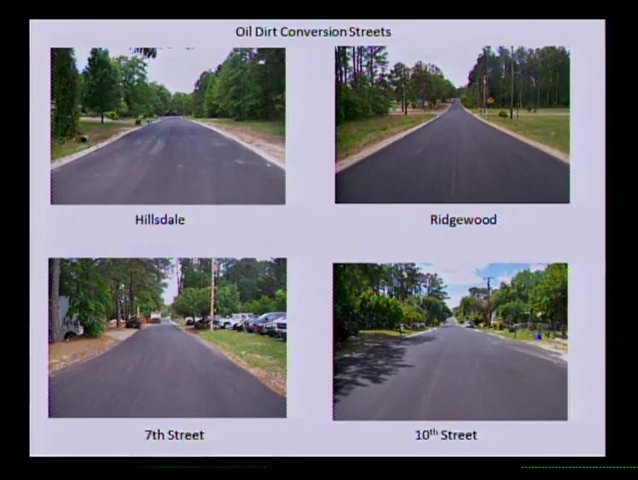 Oil Dirt Conversion Streets
Hillsdale
Ridgewood
7th Street
10th Street